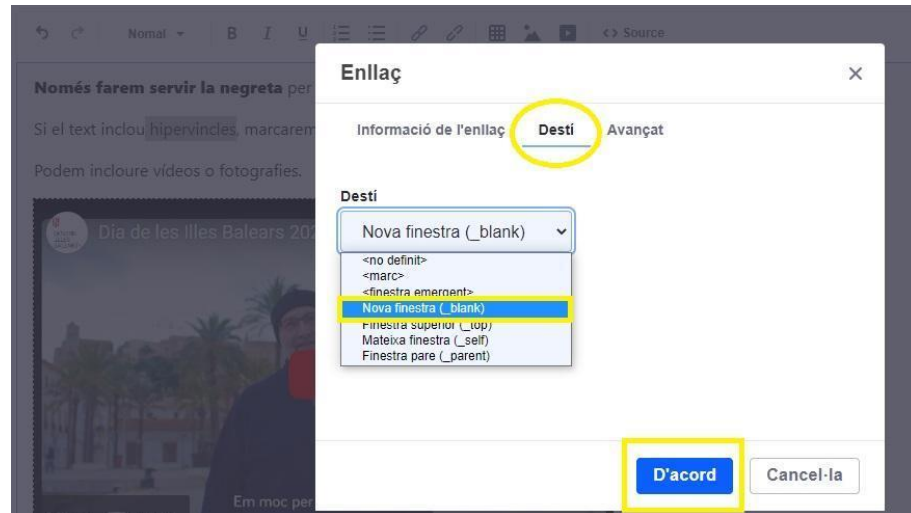 Nomal
B I U
<> Source
Enllaç
Només farem servir la negreta per
Informació de l'enllaç Destí Avançat
Si el text inclou hipervincles, marcarem
Podem incloure vídeos o fotografies.
Destí
Nova finestra (_blank)
Dia de les Illes Balears 202
<no definit>
<marc>
<finestra emergent>
Nova finestra (_blank)
Finestra superior (_top)
Mateixa finestra (_self)
Finestra pare (_parent)
D'acord Cancel·la
Em moc per